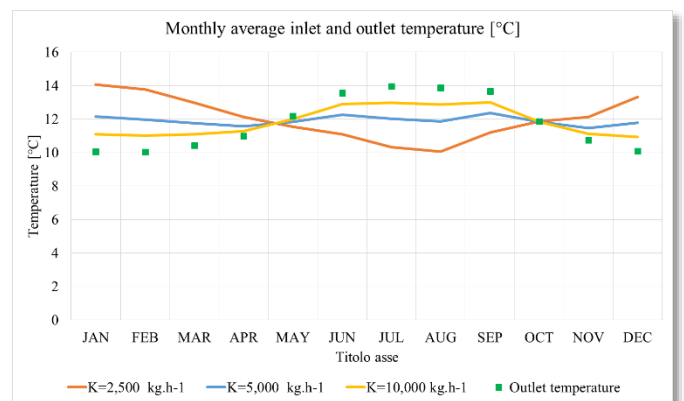 Monthly average inlet and outlet temperature [°C]
Temperature [°C]
16
14
12
10
8
6
4
2
0
JAN FEB MAR APR MAY JUN JUL AUG SEP OCT NOV DEC
Titolo asse
K=2,500 kg.h-1 K=5,000 kg.h-1 K=10,000 kg.h-1 Outlet temperature